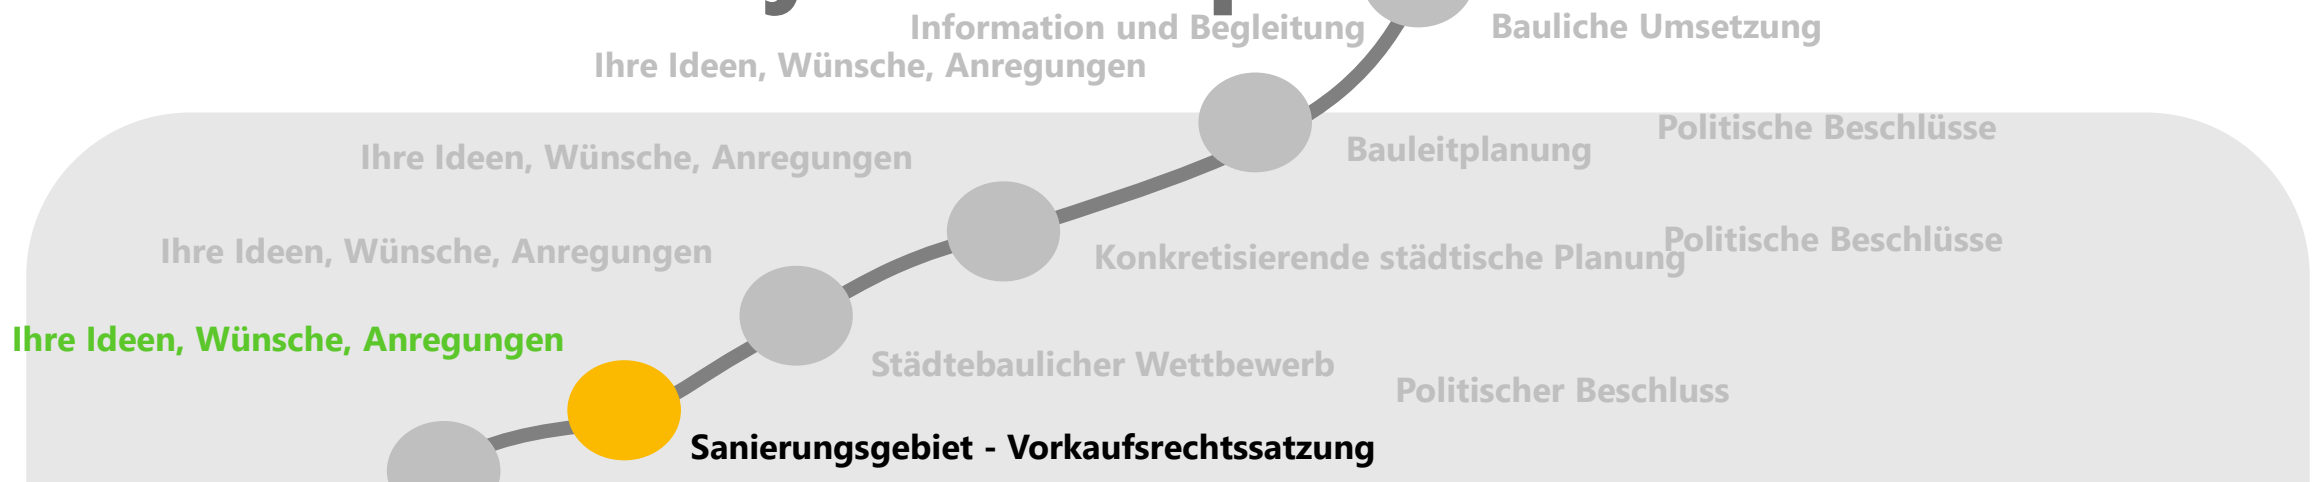 Information und Begleitung
Bauliche Umsetzung
Ihre Ideen, Wünsche, Anregungen
Politische Beschlüsse
Bauleitplanung
Ihre Ideen, Wünsche, Anregungen
Politische Beschlüsse
Ihre Ideen, Wünsche, Anregungen
Konkretisierende städtische Planung
Ihre Ideen, Wünsche, Anregungen
Städtebaulicher Wettbewerb
Politischer Beschluss
Sanierungsgebiet - Vorkaufsrechtssatzung